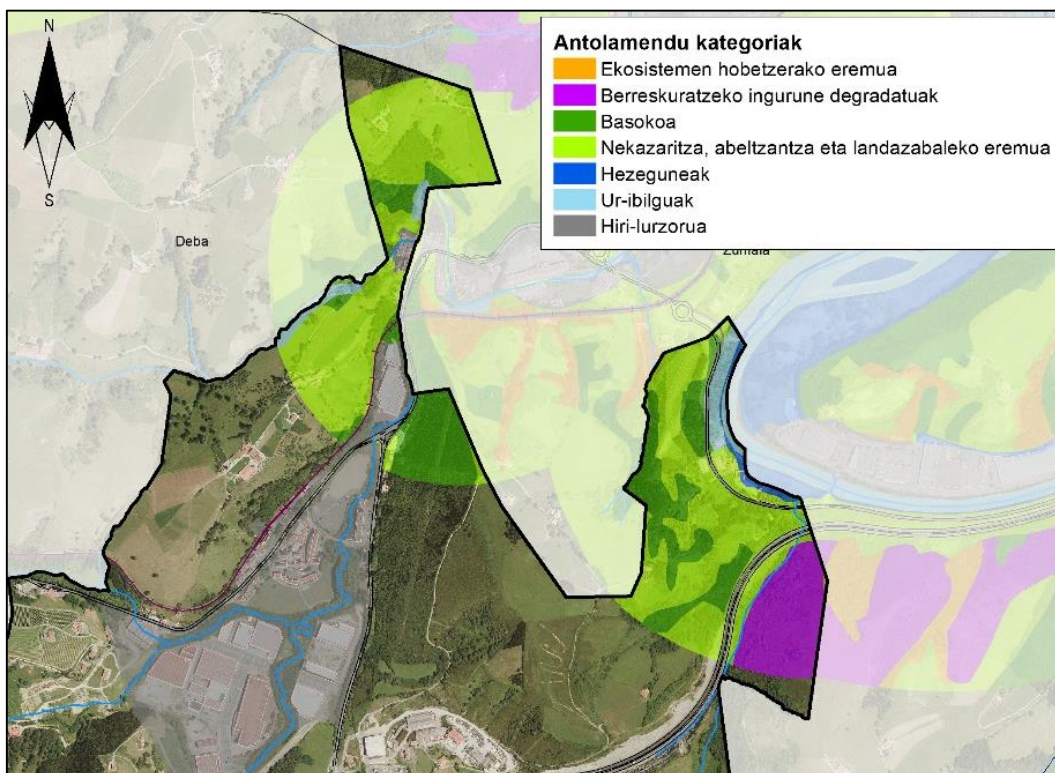 N
S
Antolamendu kategoriak
Ekosistemen hobetzerako eremua
Berreskuratzeko ingurune degradatuak
Basokoa
Nekazaritza, abeltzantza eta landazabaleko eremua
Hezeguneak
Ur-ibilguak
Hiri-lurzorua
Deba